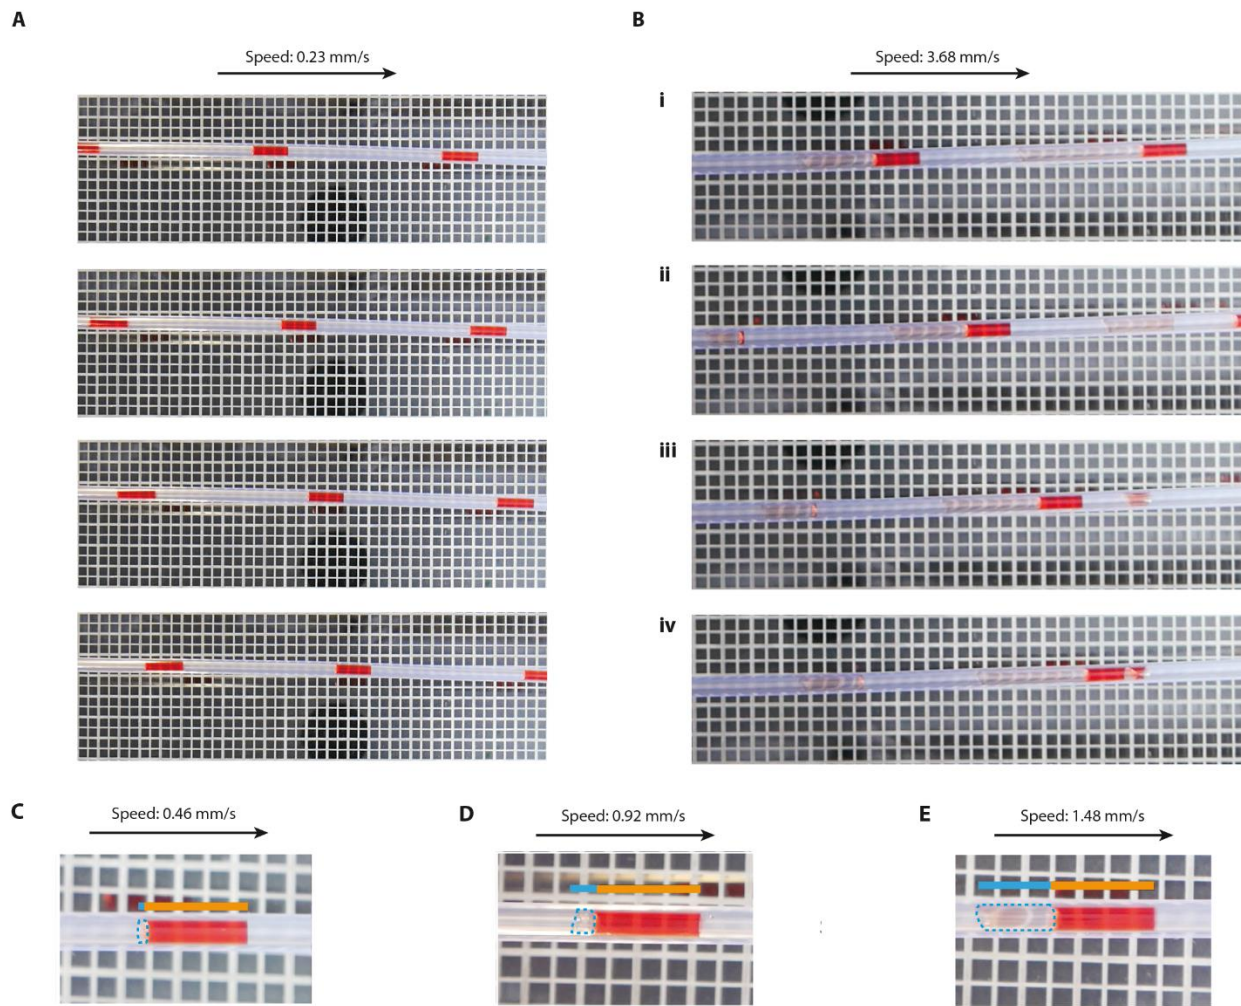 A
B
Speed: 0.23 mm/s
Speed: 3.68 mm/s
i
ii
iii
iv
C
D
E
Speed: 0.46 mm/s
Speed: 0.92 mm/s
Speed: 1.48 mm/s